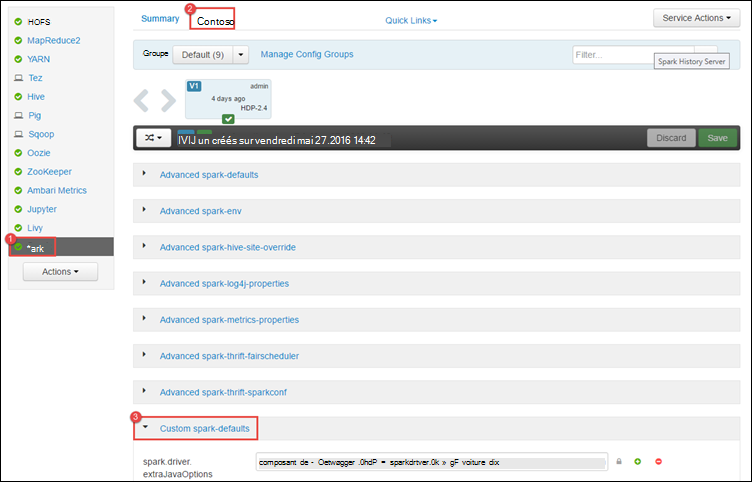 HOFS
MapReduce2
YARN
Tez
Hive
Pig
Sqoop
Oozie
ZooKeeper
Ambari Metrics
Jupyter
Livy
1
*ark
Actions
Summary
2
Contoso
Quick Links
Service Actions
Groupe
Default (9)
Manage Config Groups
Filter...
Spark History Server
V1
admin
4 days ago
HDP-2.4
IVIJ un créés sur vendredi mai 27.2016 14:42
Discard
Save
Advanced spark-defaults
Advanced spark-env
Advanced spark-hive-site-override
Advanced spark-log4j-properties
Advanced spark-metrics-properties
Advanced spark-thrift-fairscheduler
Advanced spark-thrift-sparkconf
3
Custom spark-defaults
spark.driver.
extraJavaOptions
composant de - Oetwagger .0hdP = sparkdrtver.0k » gF voiture dix